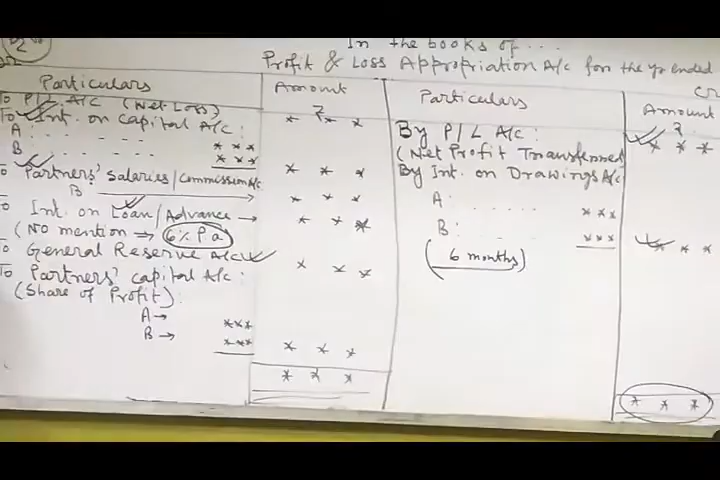 2
In the books of ...
Profit & Loss Appropriation A/c for the yr ended
Cr
Particulars
Amount
?
To P/L A/C (Net Loss)
To Int. on capital A/c:
* * *
A: . . . . . . * * *
B . . . . . . * * *
To Partners' Salaries/Commission A/c * * *
B → * * *
To Int. on Loan/Advance → * * *
(No mention → 6% P.a
To General Reserve A/c * * *
To Partners' capital A/c:
(Share of Profit):
A → ***
B → *** * * *
* * *
Particulars
Amount
?
By P/L A/c: * * *
(Net Profit Transferred
By Int. on Drawings A/c
A: . . . . . ***
B: . . . . *** * * *
(6 months)
* * *